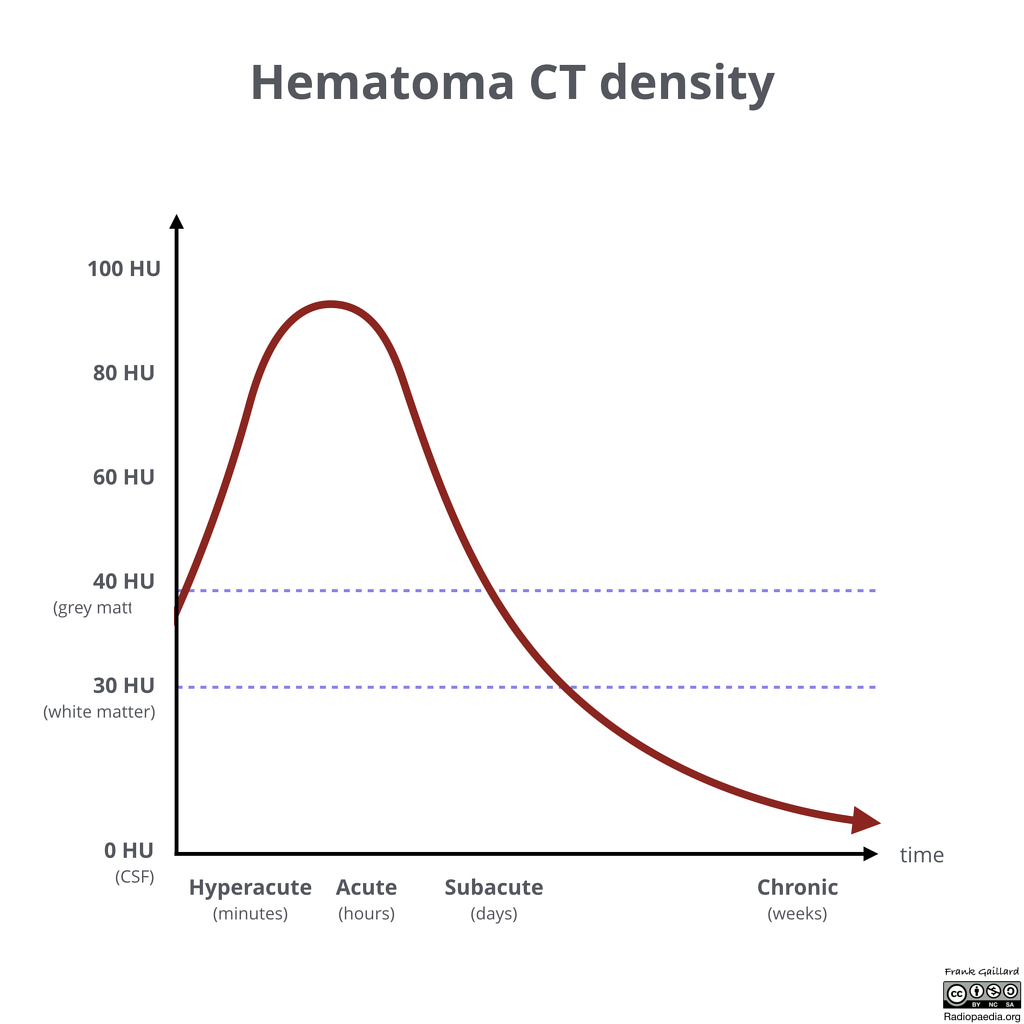 Hematoma CT density
100 HU
80 HU
60 HU
40 HU
(grey matt
30 HU
(white matter)
0 HU
(CSF)
time
Hyperacute Acute Subacute Chronic
(minutes) (hours) (days) (weeks)
Frank Gaillard
CC BY NC SA
Radiopaedia.org